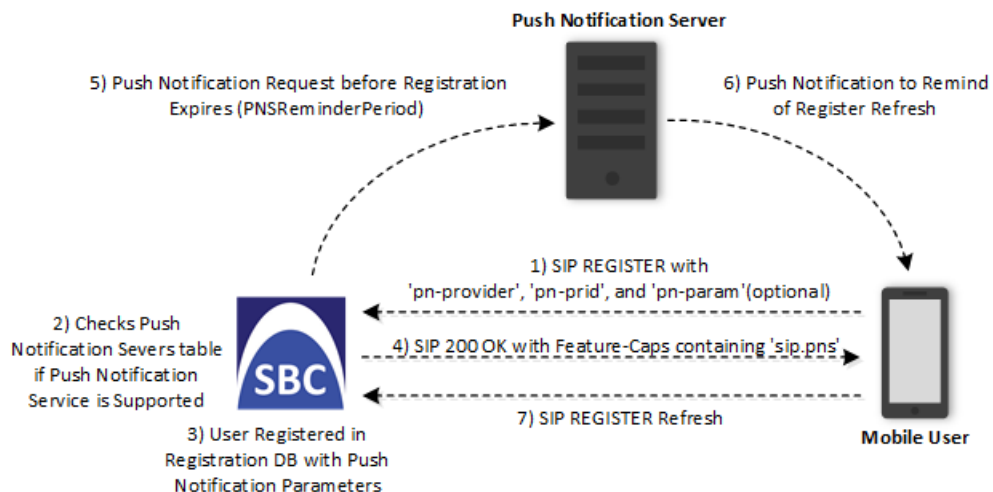 Push Notification Server
5) Push Notification Request before Registration
Expires (PNSReminderPeriod)
6) Push Notification to Remind
of Register Refresh
1) SIP REGISTER with
'pn-provider', 'pn-prid', and 'pn-param'(optional)
2) Checks Push
Notification Severs table
if Push Notification
Service is Supported
SBC
4) SIP 200 OK with Feature-Caps containing 'sip.pns'
7) SIP REGISTER Refresh
3) User Registered in
Registration DB with Push
Notification Parameters
Mobile User